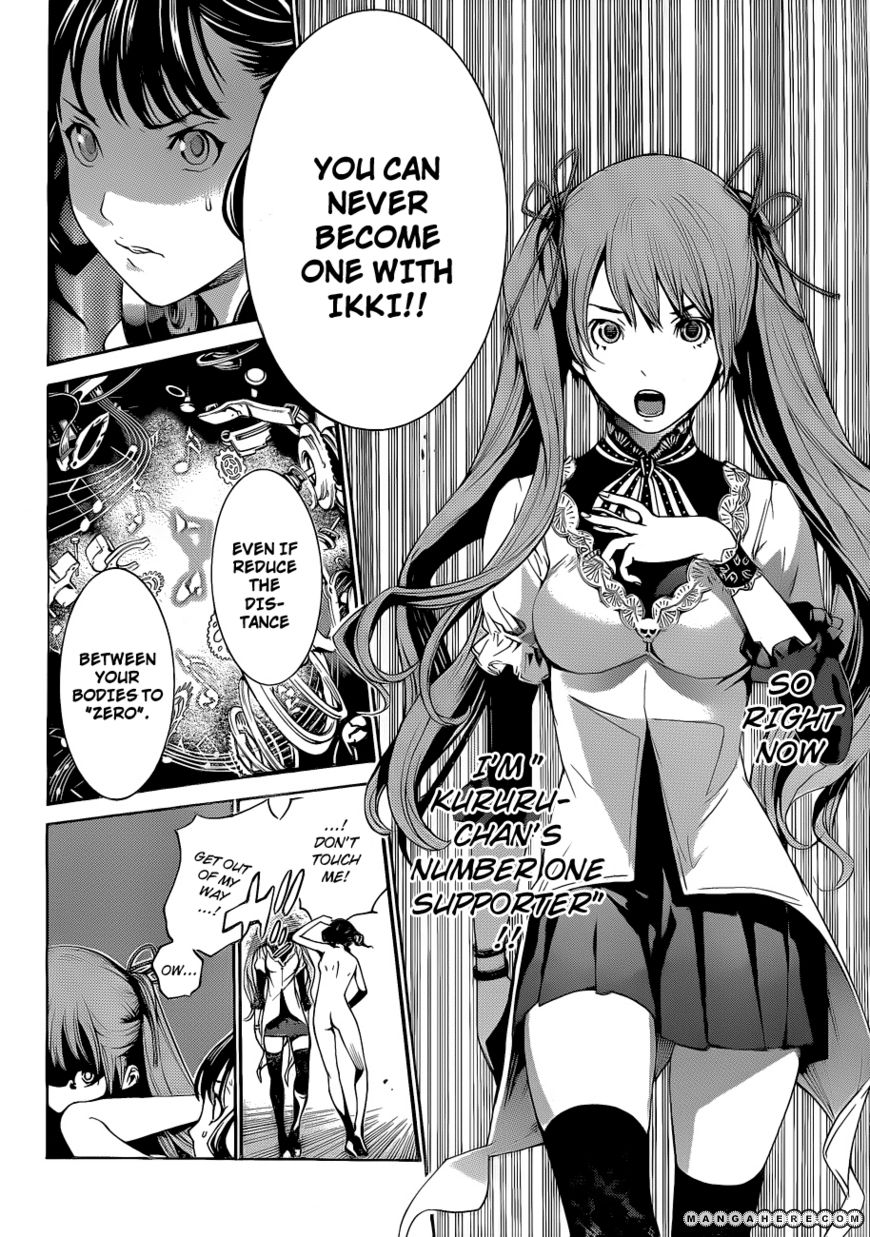 YOU CAN
NEVER
BECOME
ONE WITH
IKKI!!
SO
RIGHT
NOW
I'M "
KURURU-
CHAN'S
NUMBER ONE
SUPPORTER"
!!
EVEN IF
REDUCE
THE
DIS-
TANCE
BETWEEN
YOUR
BODIES TO
"ZERO".
...!
DON'T
TOUCH
ME!
GET OUT
OF MY
WAY
...!
OW...
MANGAHERE.COM